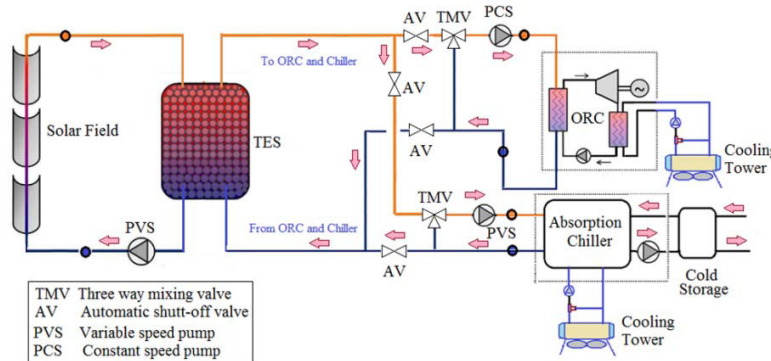 AV TMV PCS
To ORC and Chiller
AV
ORC
Solar Field
TES
AV
Cooling
Tower
TMV
PVS
From ORC and Chiller
PVS
Absorption
Chiller
AV
Cold
Storage
Cooling
Tower
TMV Three way mixing valve
AV Automatic shutt-off valve
PVS Variable speed pump
PCS Constant speed pump